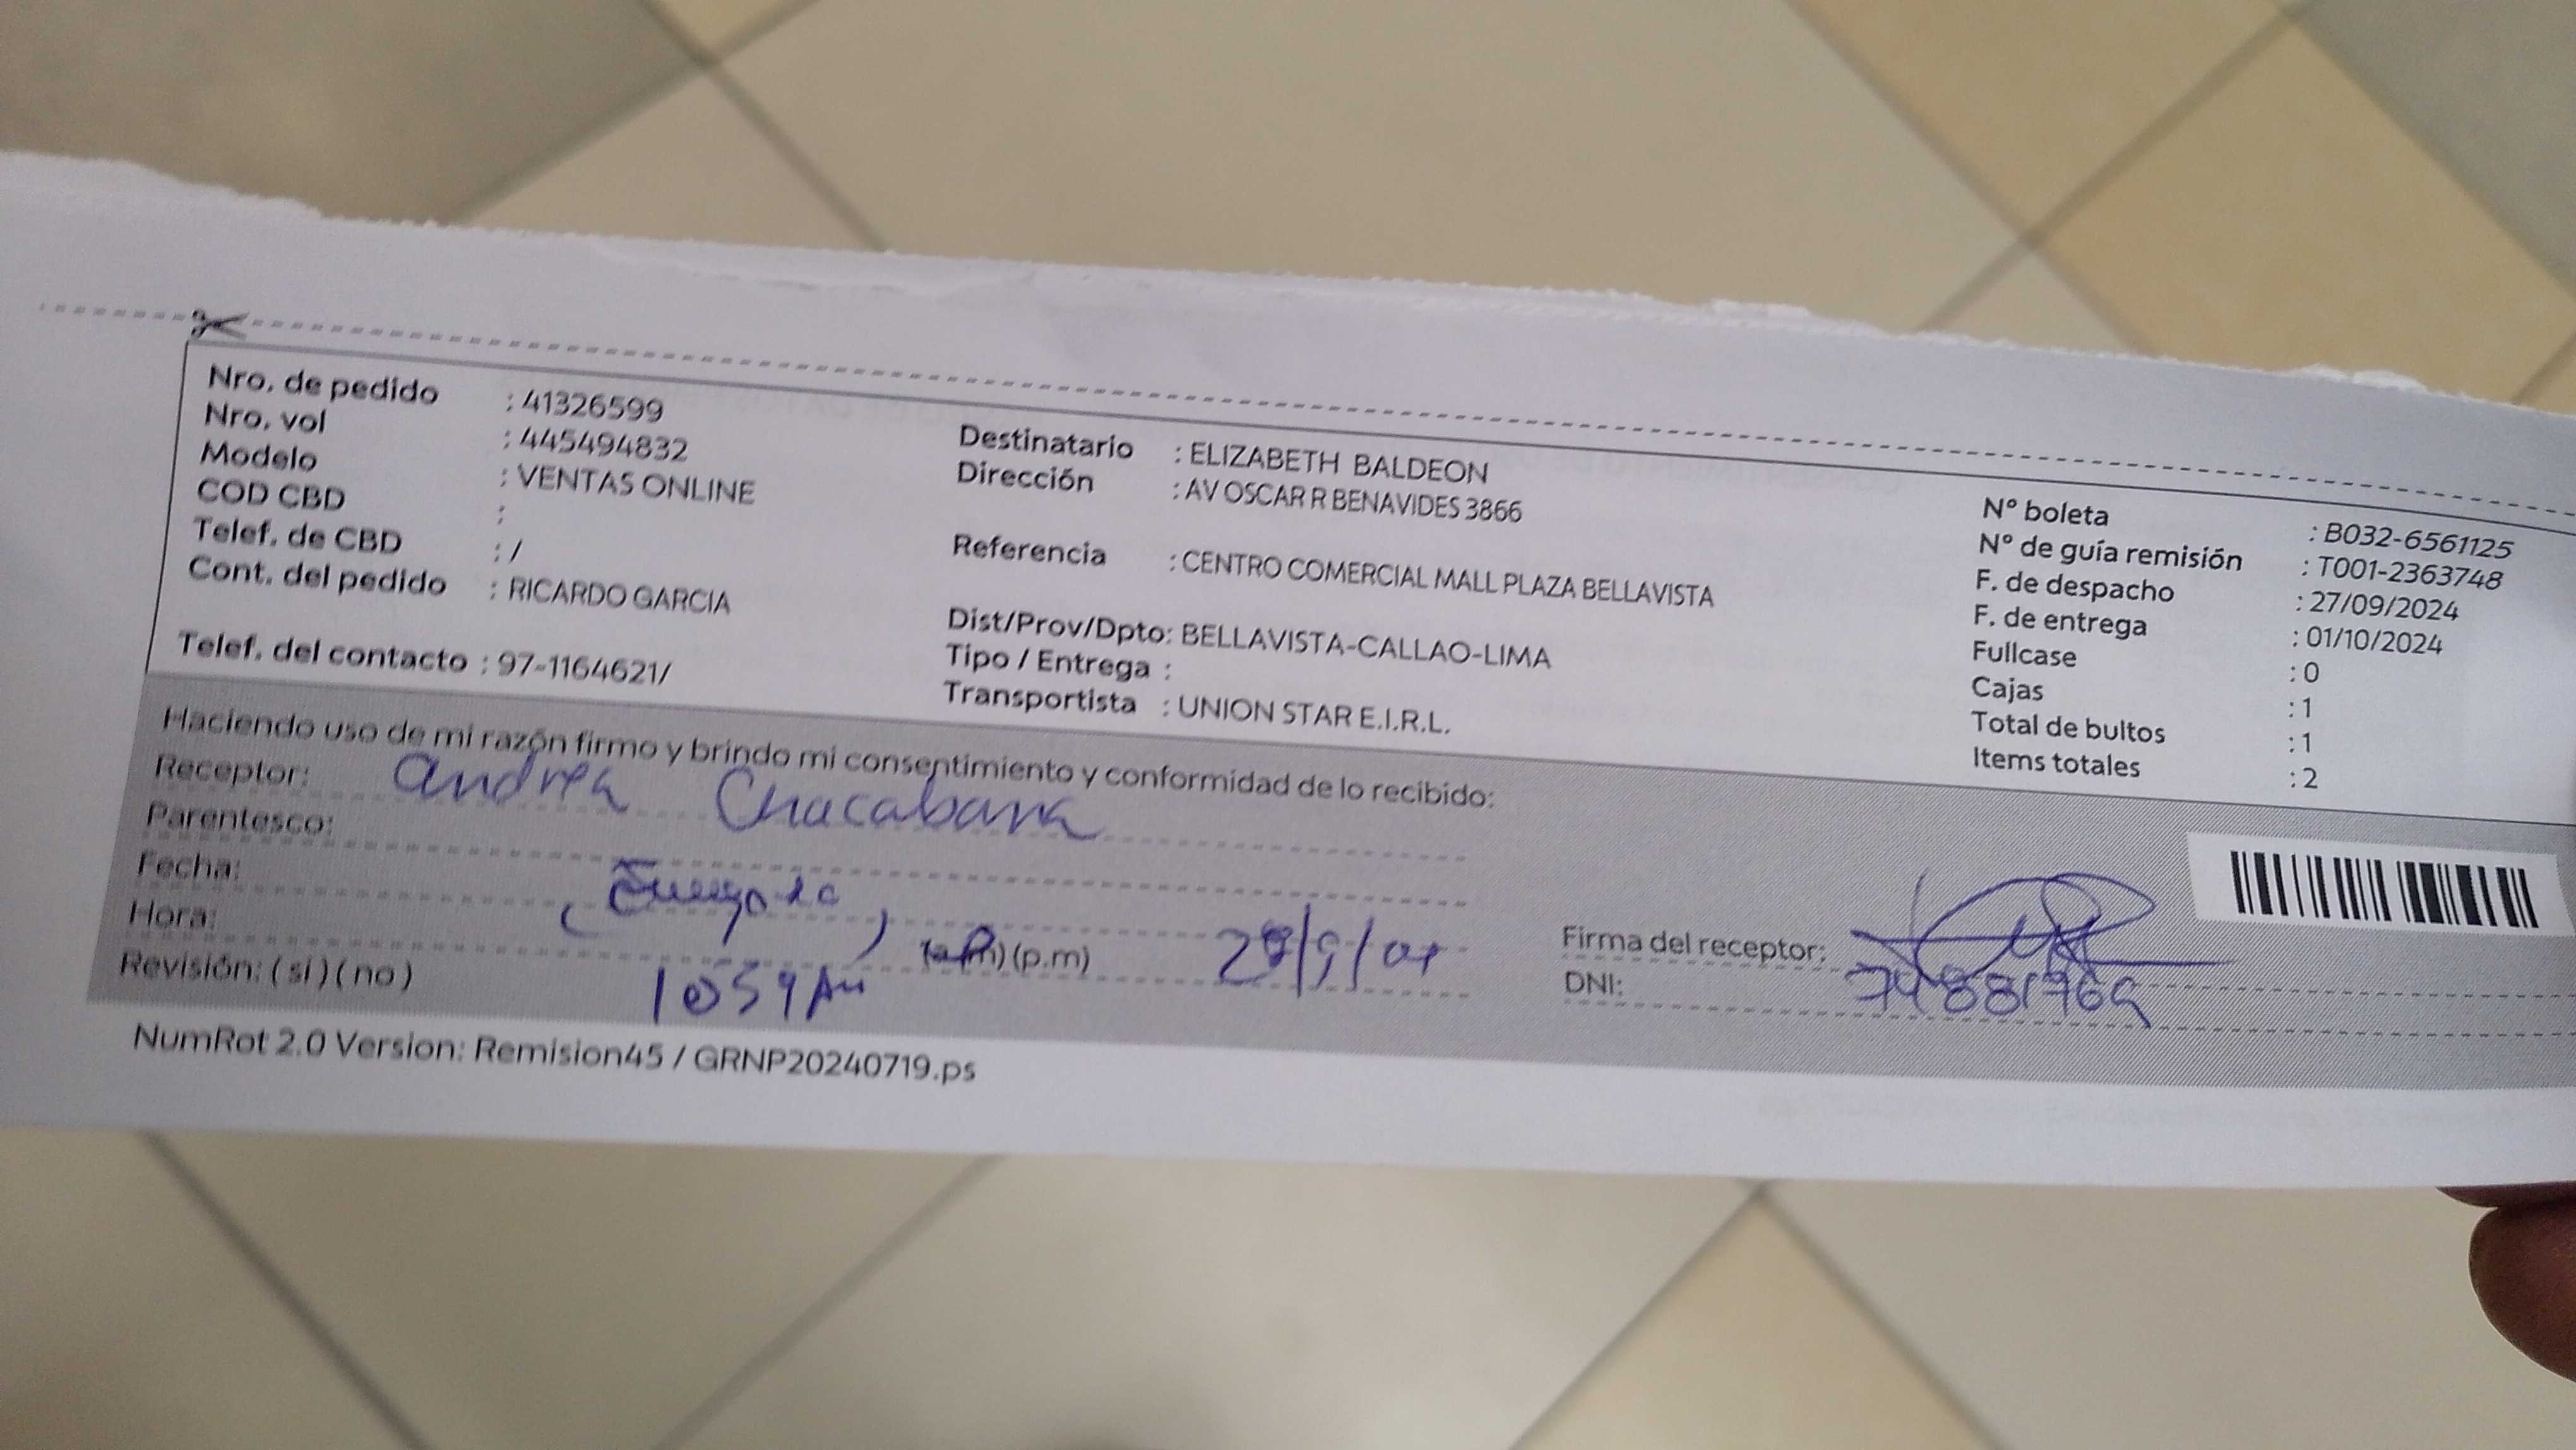 Nro. de pedido : 41326599
Nro. vol : 445494832
Modelo : VENTAS ONLINE
COD CBD :
Telef. de CBD : /
Cont. del pedido : RICARDO GARCIA
Telef. del contacto : 97-1164621/
Destinatario : ELIZABETH BALDEON
Dirección : AV OSCAR R BENAVIDES 3866
Referencia : CENTRO COMERCIAL MALL PLAZA BELLAVISTA
Dist/Prov/Dpto: BELLAVISTA-CALLAO-LIMA
Tipo / Entrega :
Transportista : UNION STAR E.I.R.L.
Nº boleta : B032-6561125
Nº de guía remisión : T001-2363748
F. de despacho : 27/09/2024
F. de entrega : 01/10/2024
Fullcase : 0
Cajas : 1
Total de bultos : 1
Items totales : 2
Haciendo uso de mi razón firmo y brindo mi consentimiento y conformidad de lo recibido:
Receptor: Andrea
Parentesco:
Fecha:
Hora: (a.m) (p.m)
Revisión: ( si ) ( no ) 1059 AM
Firma del receptor:
DNI:
NumRot 2.0 Version: Remision45 / GRNP20240719.ps